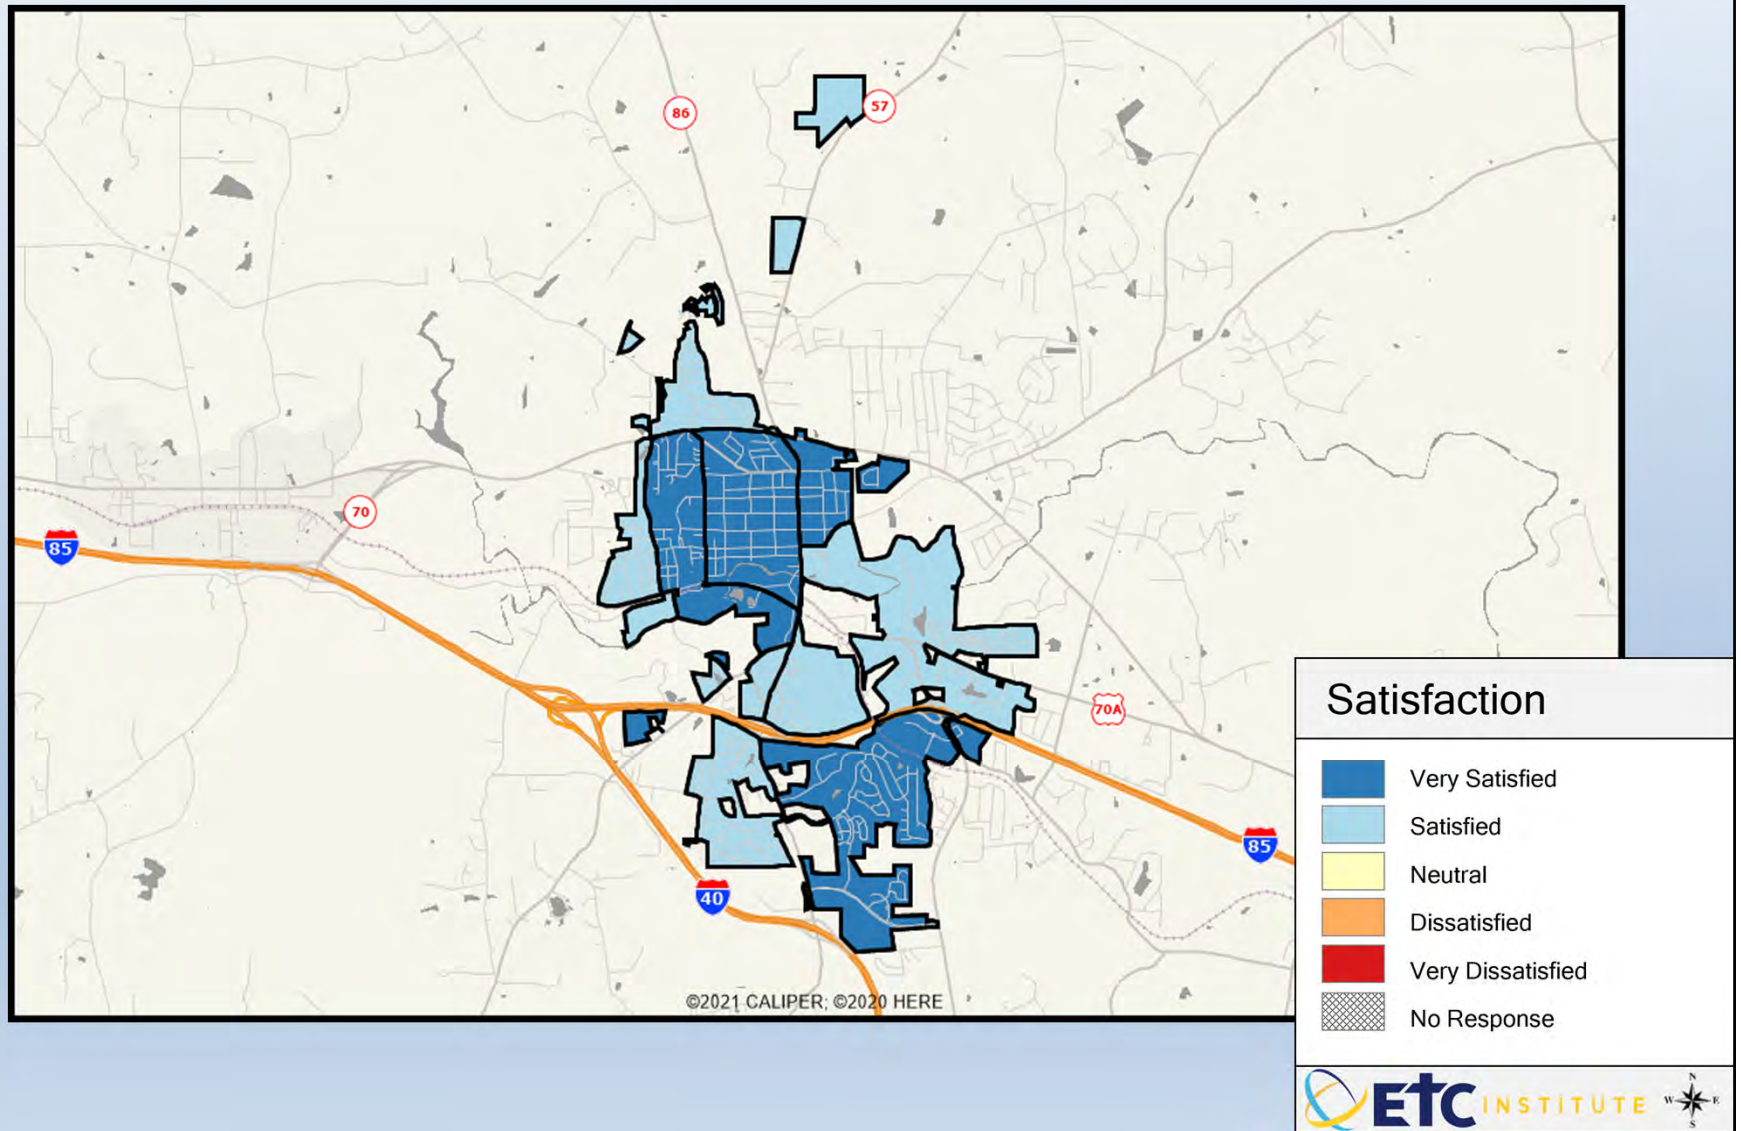 86
57
70
85
70A
85
40
©2021 CALIPER; ©2020 HERE
Satisfaction
Very Satisfied
Satisfied
Neutral
Dissatisfied
Very Dissatisfied
No Response
ETC INSTITUTE
N
W E
S